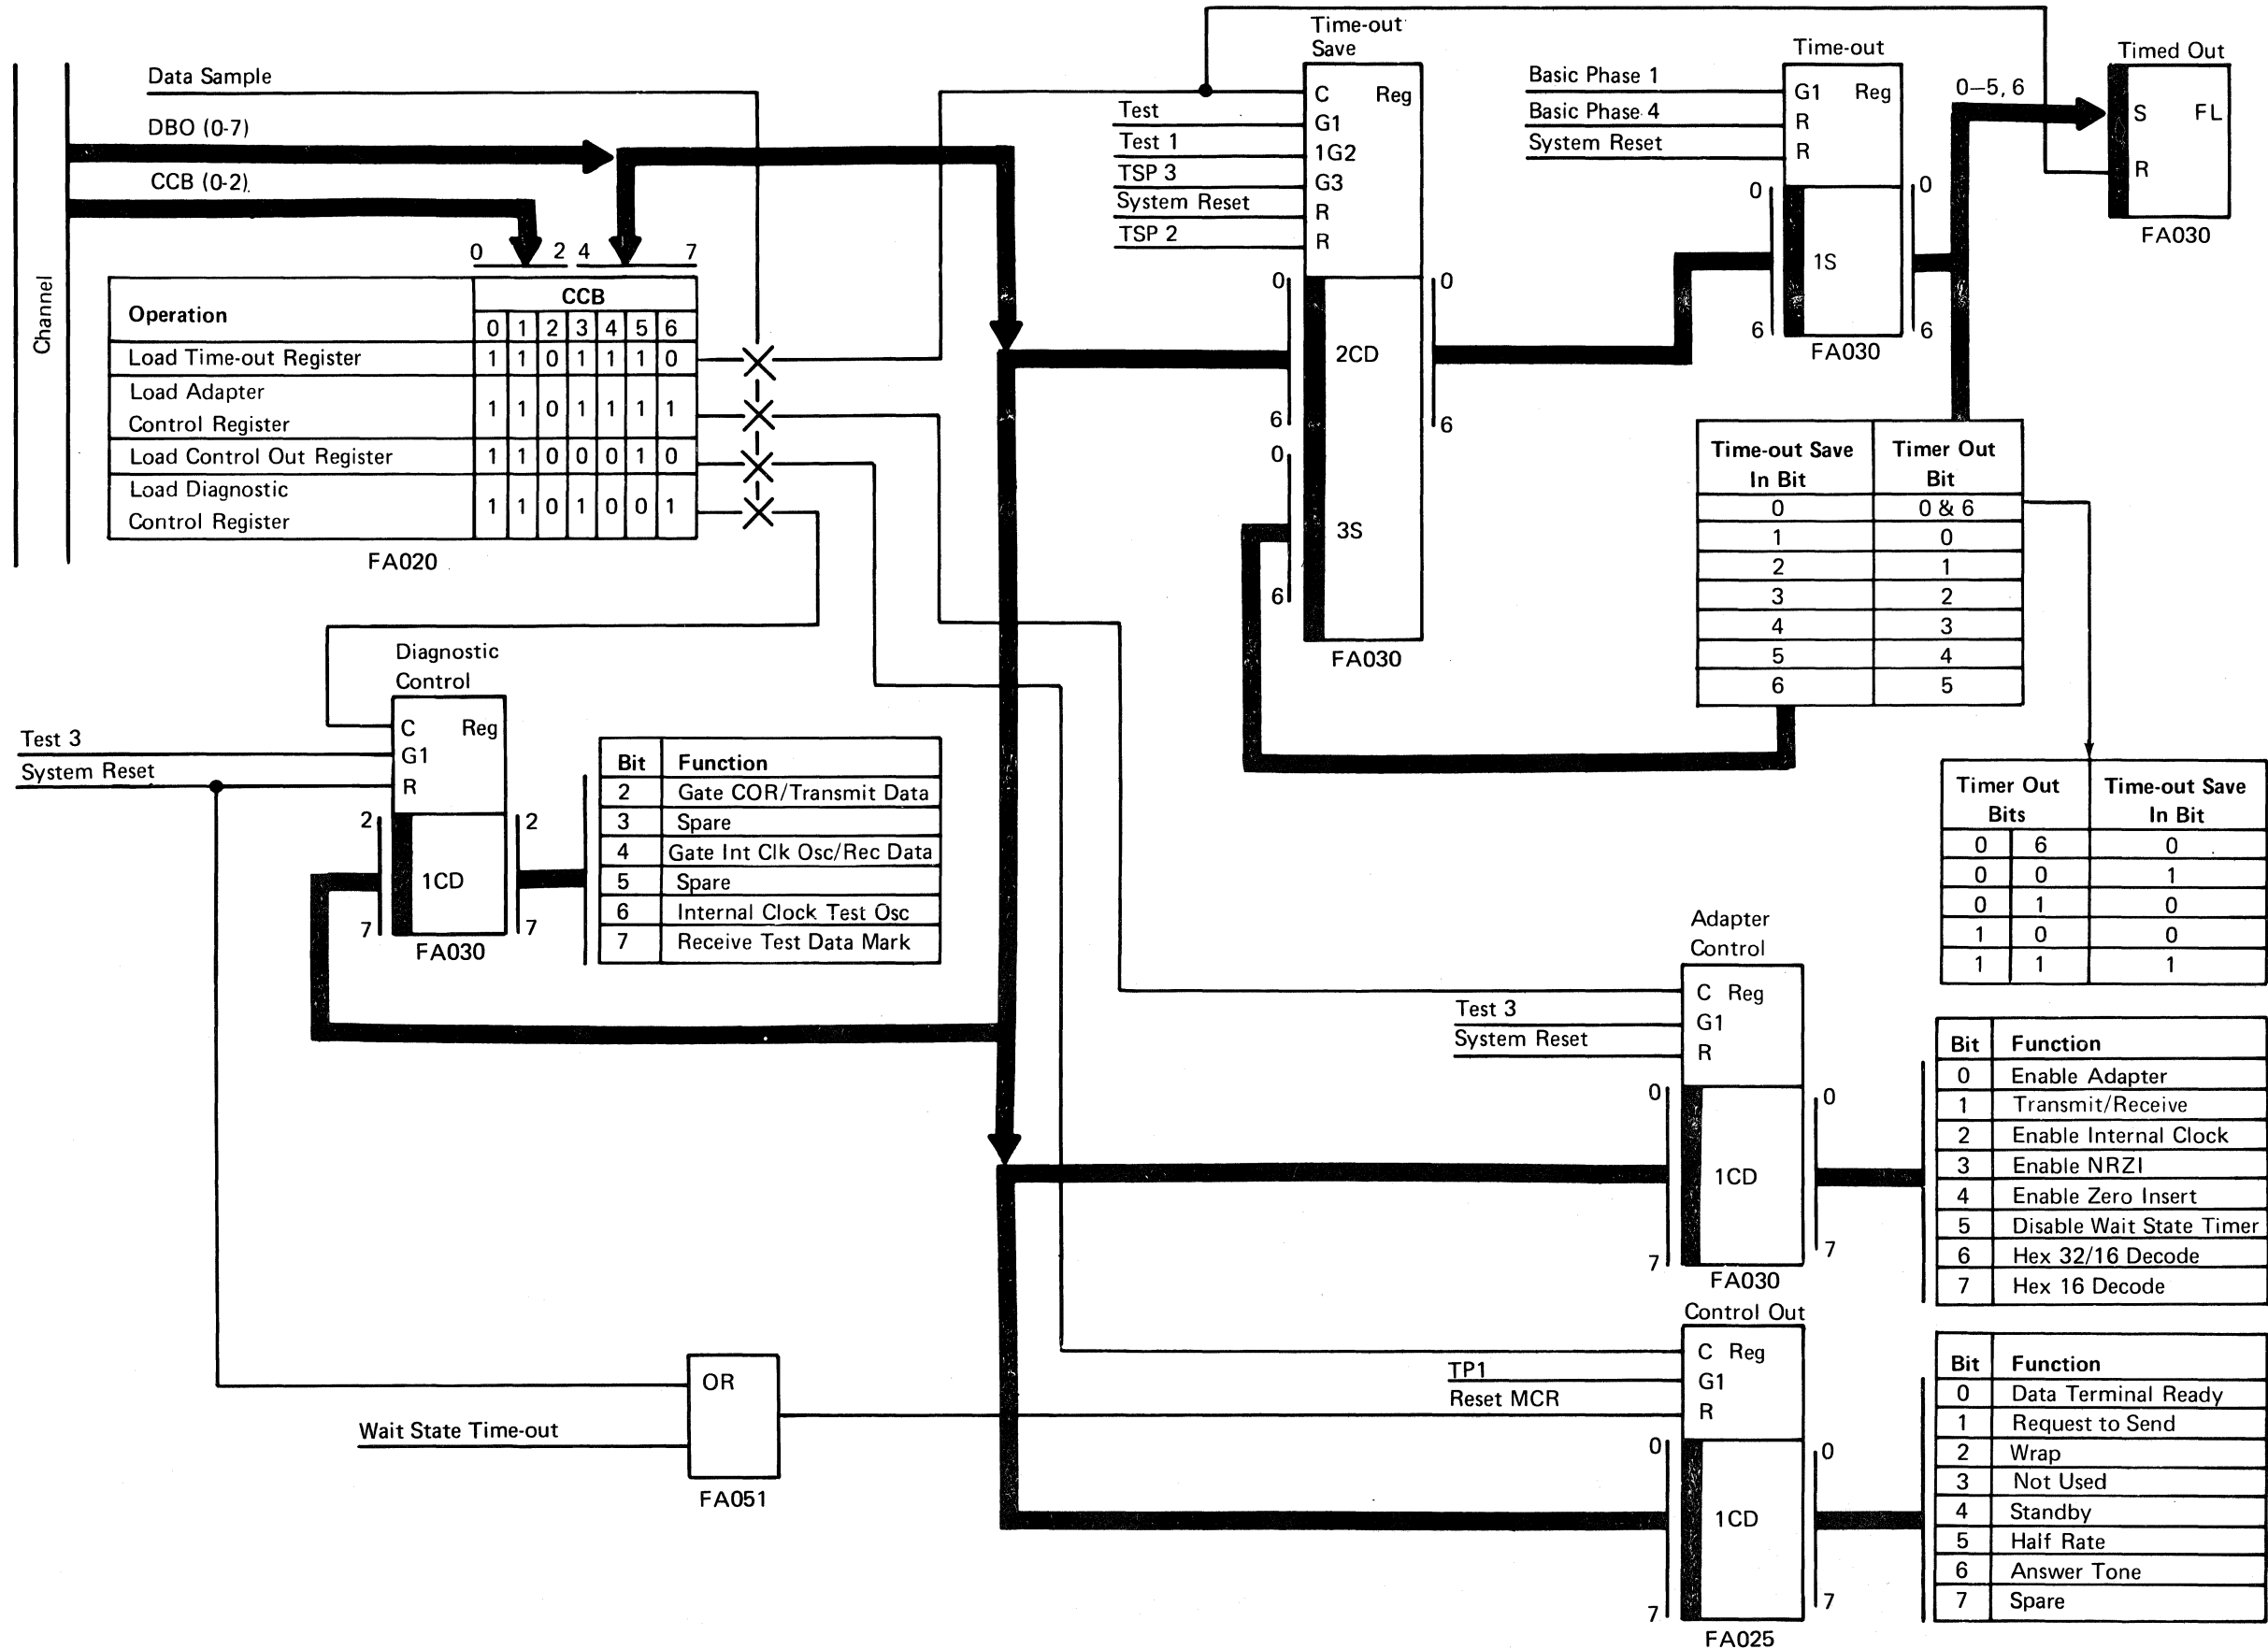 Channel
Data Sample
DBO (0-7)
CCB (0-2)
0 2 4 7
Operation CCB
0 1 2 3 4 5 6
Load Time-out Register 1 1 0 1 1 1 0
Load Adapter
Control Register 1 1 0 1 1 1 1
Load Control Out Register 1 1 0 0 0 1 0
Load Diagnostic
Control Register 1 1 0 1 0 0 1
FA020
Time-out
Save
C Reg
Test
G1
Test 1
1G2
TSP 3
G3
System Reset
R
TSP 2
R
0 0
2CD
6 6
0
3S
6
FA030
Time-out
Basic Phase 1
G1 Reg
Basic Phase 4
R
System Reset
R
0 0
1S
6 6
FA030
0–5, 6
Timed Out
S FL
R
FA030
Time-out Save Timer Out
In Bit Bit
0 0 & 6
1 0
2 1
3 2
4 3
5 4
6 5
Timer Out Time-out Save
Bits In Bit
0 6 0
0 0 1
0 1 0
1 0 0
1 1 1
Diagnostic
Control
C Reg
Test 3
G1
System Reset
R
2 2
1CD
7 7
FA030
Bit Function
2 Gate COR/Transmit Data
3 Spare
4 Gate Int Clk Osc/Rec Data
5 Spare
6 Internal Clock Test Osc
7 Receive Test Data Mark
Adapter
Control
C Reg
Test 3
G1
System Reset
R
0 0
1CD
7 7
FA030
Bit Function
0 Enable Adapter
1 Transmit/Receive
2 Enable Internal Clock
3 Enable NRZI
4 Enable Zero Insert
5 Disable Wait State Timer
6 Hex 32/16 Decode
7 Hex 16 Decode
OR
Wait State Time-out
FA051
Control Out
C Reg
TP1
G1
Reset MCR
R
0 0
1CD
7 7
FA025
Bit Function
0 Data Terminal Ready
1 Request to Send
2 Wrap
3 Not Used
4 Standby
5 Half Rate
6 Answer Tone
7 Spare